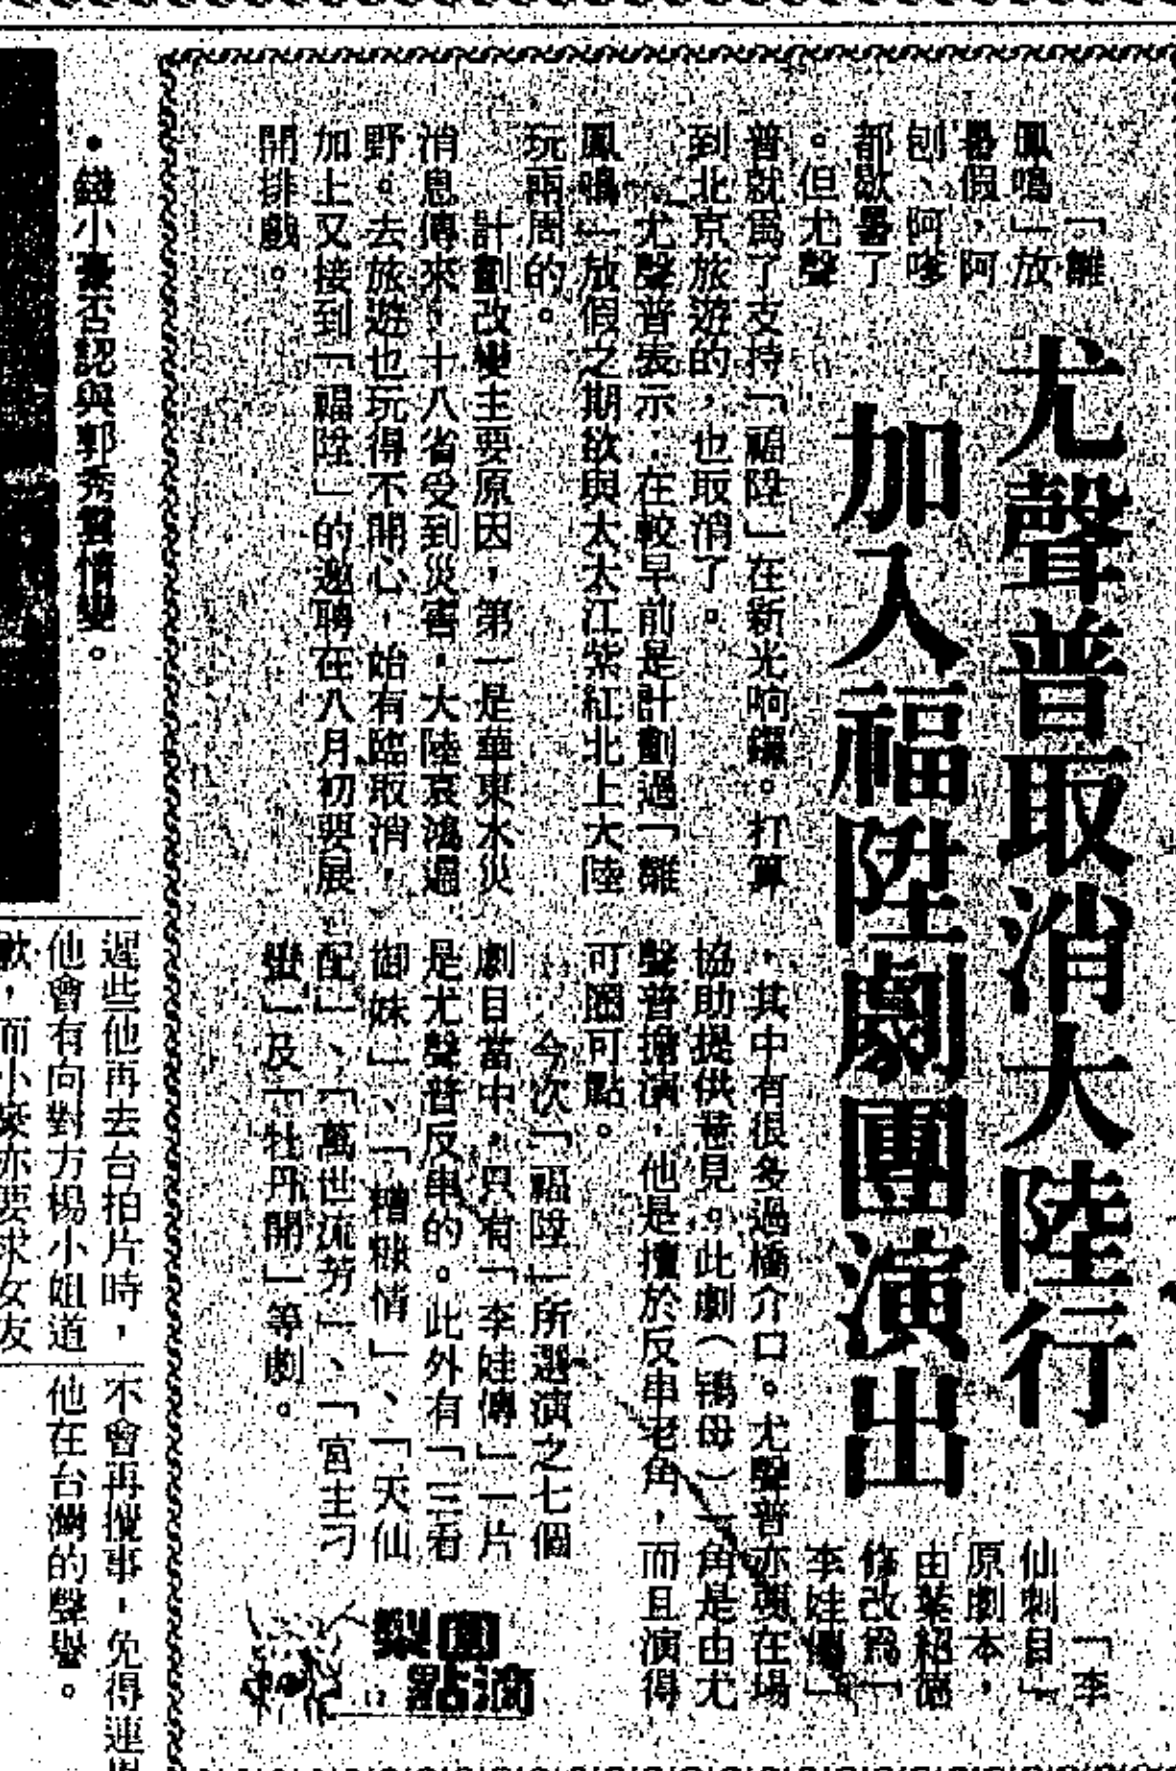 尤聲普取消大陸行
加入福陞劇團演出
「雛
鳳鳴」放
暑假，阿
刨、阿嗲
都歇暑了
。但尤聲
普就為了支持「福陞」在新光响鑼。打算
到北京旅遊的，也取消了。
尤聲普表示：在較早前是計劃過「雛
鳳鳴」放假之期欲與太太江紫紅北上大陸
玩兩周的。
計劃改變主要原因，第一是華東水災
消息傳來，十八省受到災害，大陸哀鴻遍
野。去旅遊也玩得不開心，始有臨取消，
加上又接到「福陞」的邀聘在八月初要展
開排戲。
「李
仙刺目」
原劇本，
由葉紹德
修改為「
李娃傳」
，其中有很多過橋介口。尤聲普亦現在場
協助提供意見。此劇（鴇母）一角是由尤
聲普擔演，他是擅於反串老角，而且演得
可圈可點。
今次「福陞」所選演之七個
劇目當中，只有「李娃傳」一片
是尤聲普反串的。此外有「三看
御妹」、「糟糠情」、「天仙
配」、「萬世流芳」、「宮主刁
蠻」及「牡丹開」等劇。
梨園
點滴
•錢小豪否認與郭秀雲情變。
遲些他再去台拍片時，
他會有向對方楊小姐道
歉，而小豪亦要求女友
不會再攪事，免得連累
他在台灣的聲譽。